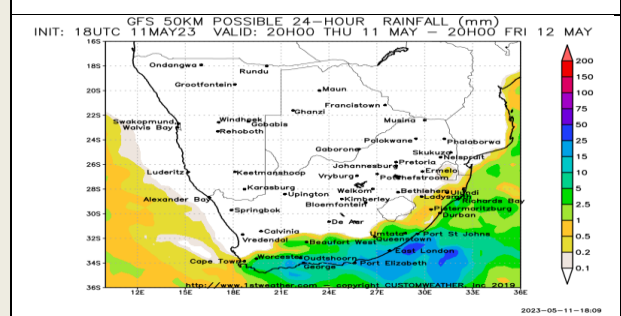 GFS 50KM POSSIBLE 24-HOUR RAINFALL (mm)
INIT: 18UTC 11MAY23 VALID: 20H00 THU 11 MAY - 20H00 FRI 12 MAY
16S
18S
20S
22S
24S
26S
28S
30S
32S
34S
36S
Ondangwa
Rundu
Grootfontein
Maun
Francistown
Ghanzi
Musina
Swakopmund
Walvis Bay
Windhoek
Gobabis
Rehoboth
Polokwane
Phalaborwa
Gaborone
Skukuza
Johannesburg
Pretoria
Nelspruit
Luderitz
Keetmanshoop
Vryburg
Potchefstroom
Ermelo
Karasburg
Upington
Welkom
Bethlehem
Ulundi
Alexander Bay
Kimberley
Ladysmith
Richards Bay
Springbok
Bloemfontein
Pietermaritzburg
Durban
De Aar
Calvinia
Vredendal
Umtata
Port St Johns
Beaufort West
Queenstown
East London
Cape Town
Worcester
Oudtshoorn
George
Port Elizabeth
http://www.1stweather.com - copyright CUSTOMWEATHER, inc 2019
12E 15E 18E 21E 24E 27E 30E 33E 36E
200
150
100
75
50
25
15
10
5
2.5
1
0.5
0.2
0.1
2023-05-11-18:09